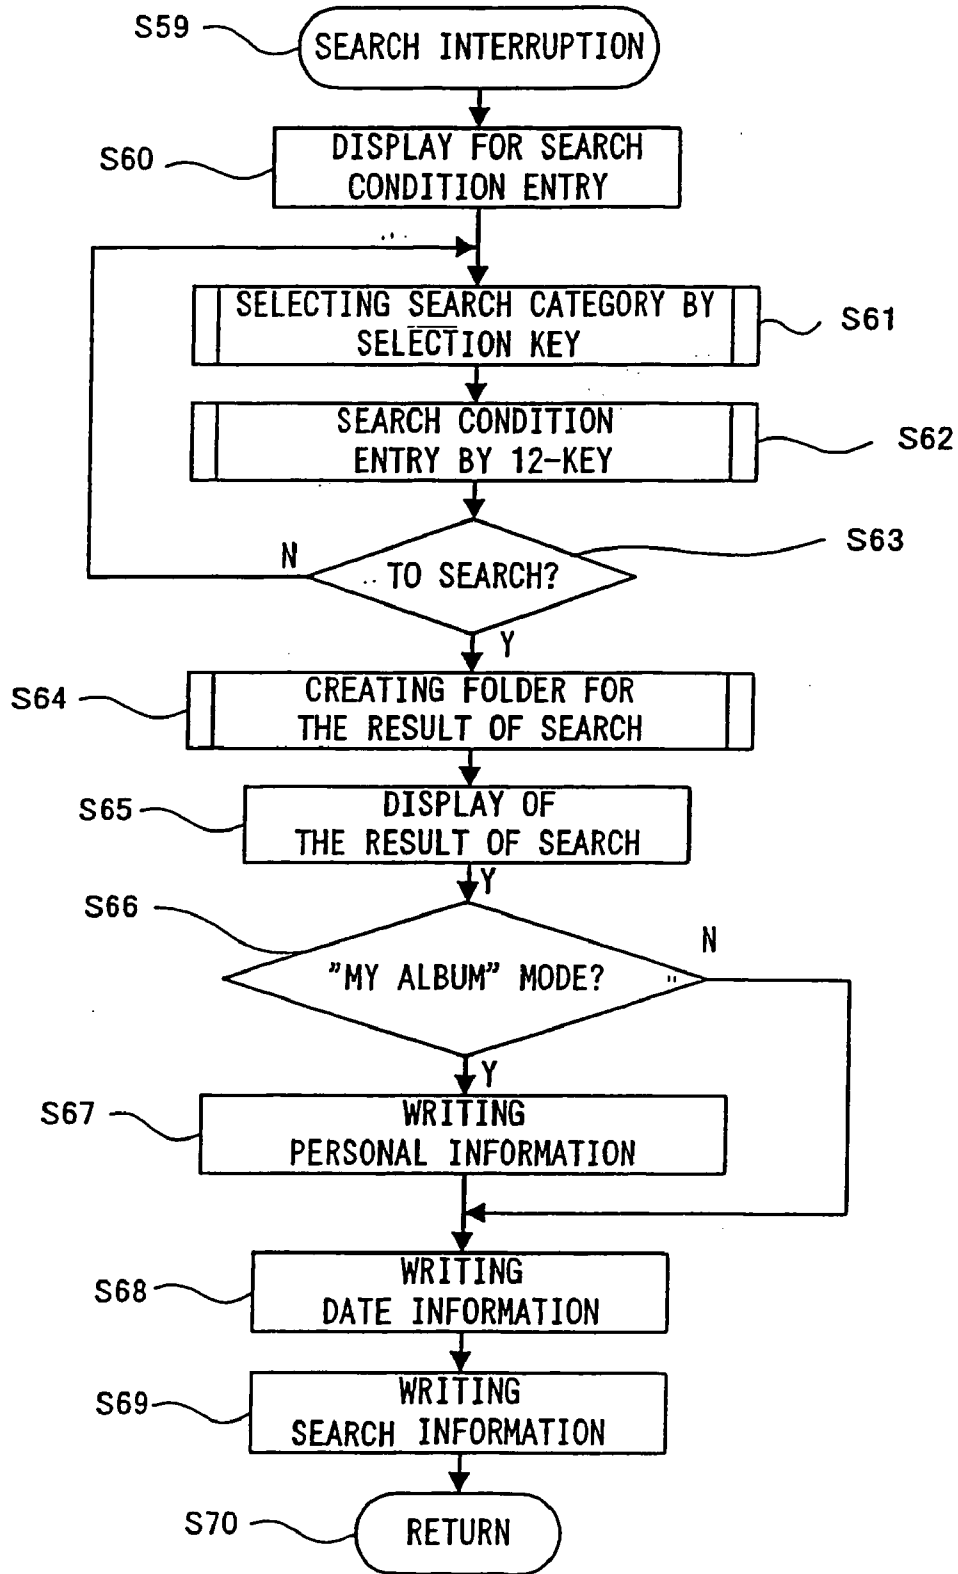 S59
SEARCH INTERRUPTION
S60
DISPLAY FOR SEARCH
CONDITION ENTRY
SELECTING SEARCH CATEGORY BY
SELECTION KEY
S61
SEARCH CONDITION
ENTRY BY 12-KEY
S62
S63
N
TO SEARCH?
Y
S64
CREATING FOLDER FOR
THE RESULT OF SEARCH
S65
DISPLAY OF
THE RESULT OF SEARCH
Y
S66
N
"MY ALBUM" MODE?
Y
S67
WRITING
PERSONAL INFORMATION
S68
WRITING
DATE INFORMATION
S69
WRITING
SEARCH INFORMATION
S70
RETURN